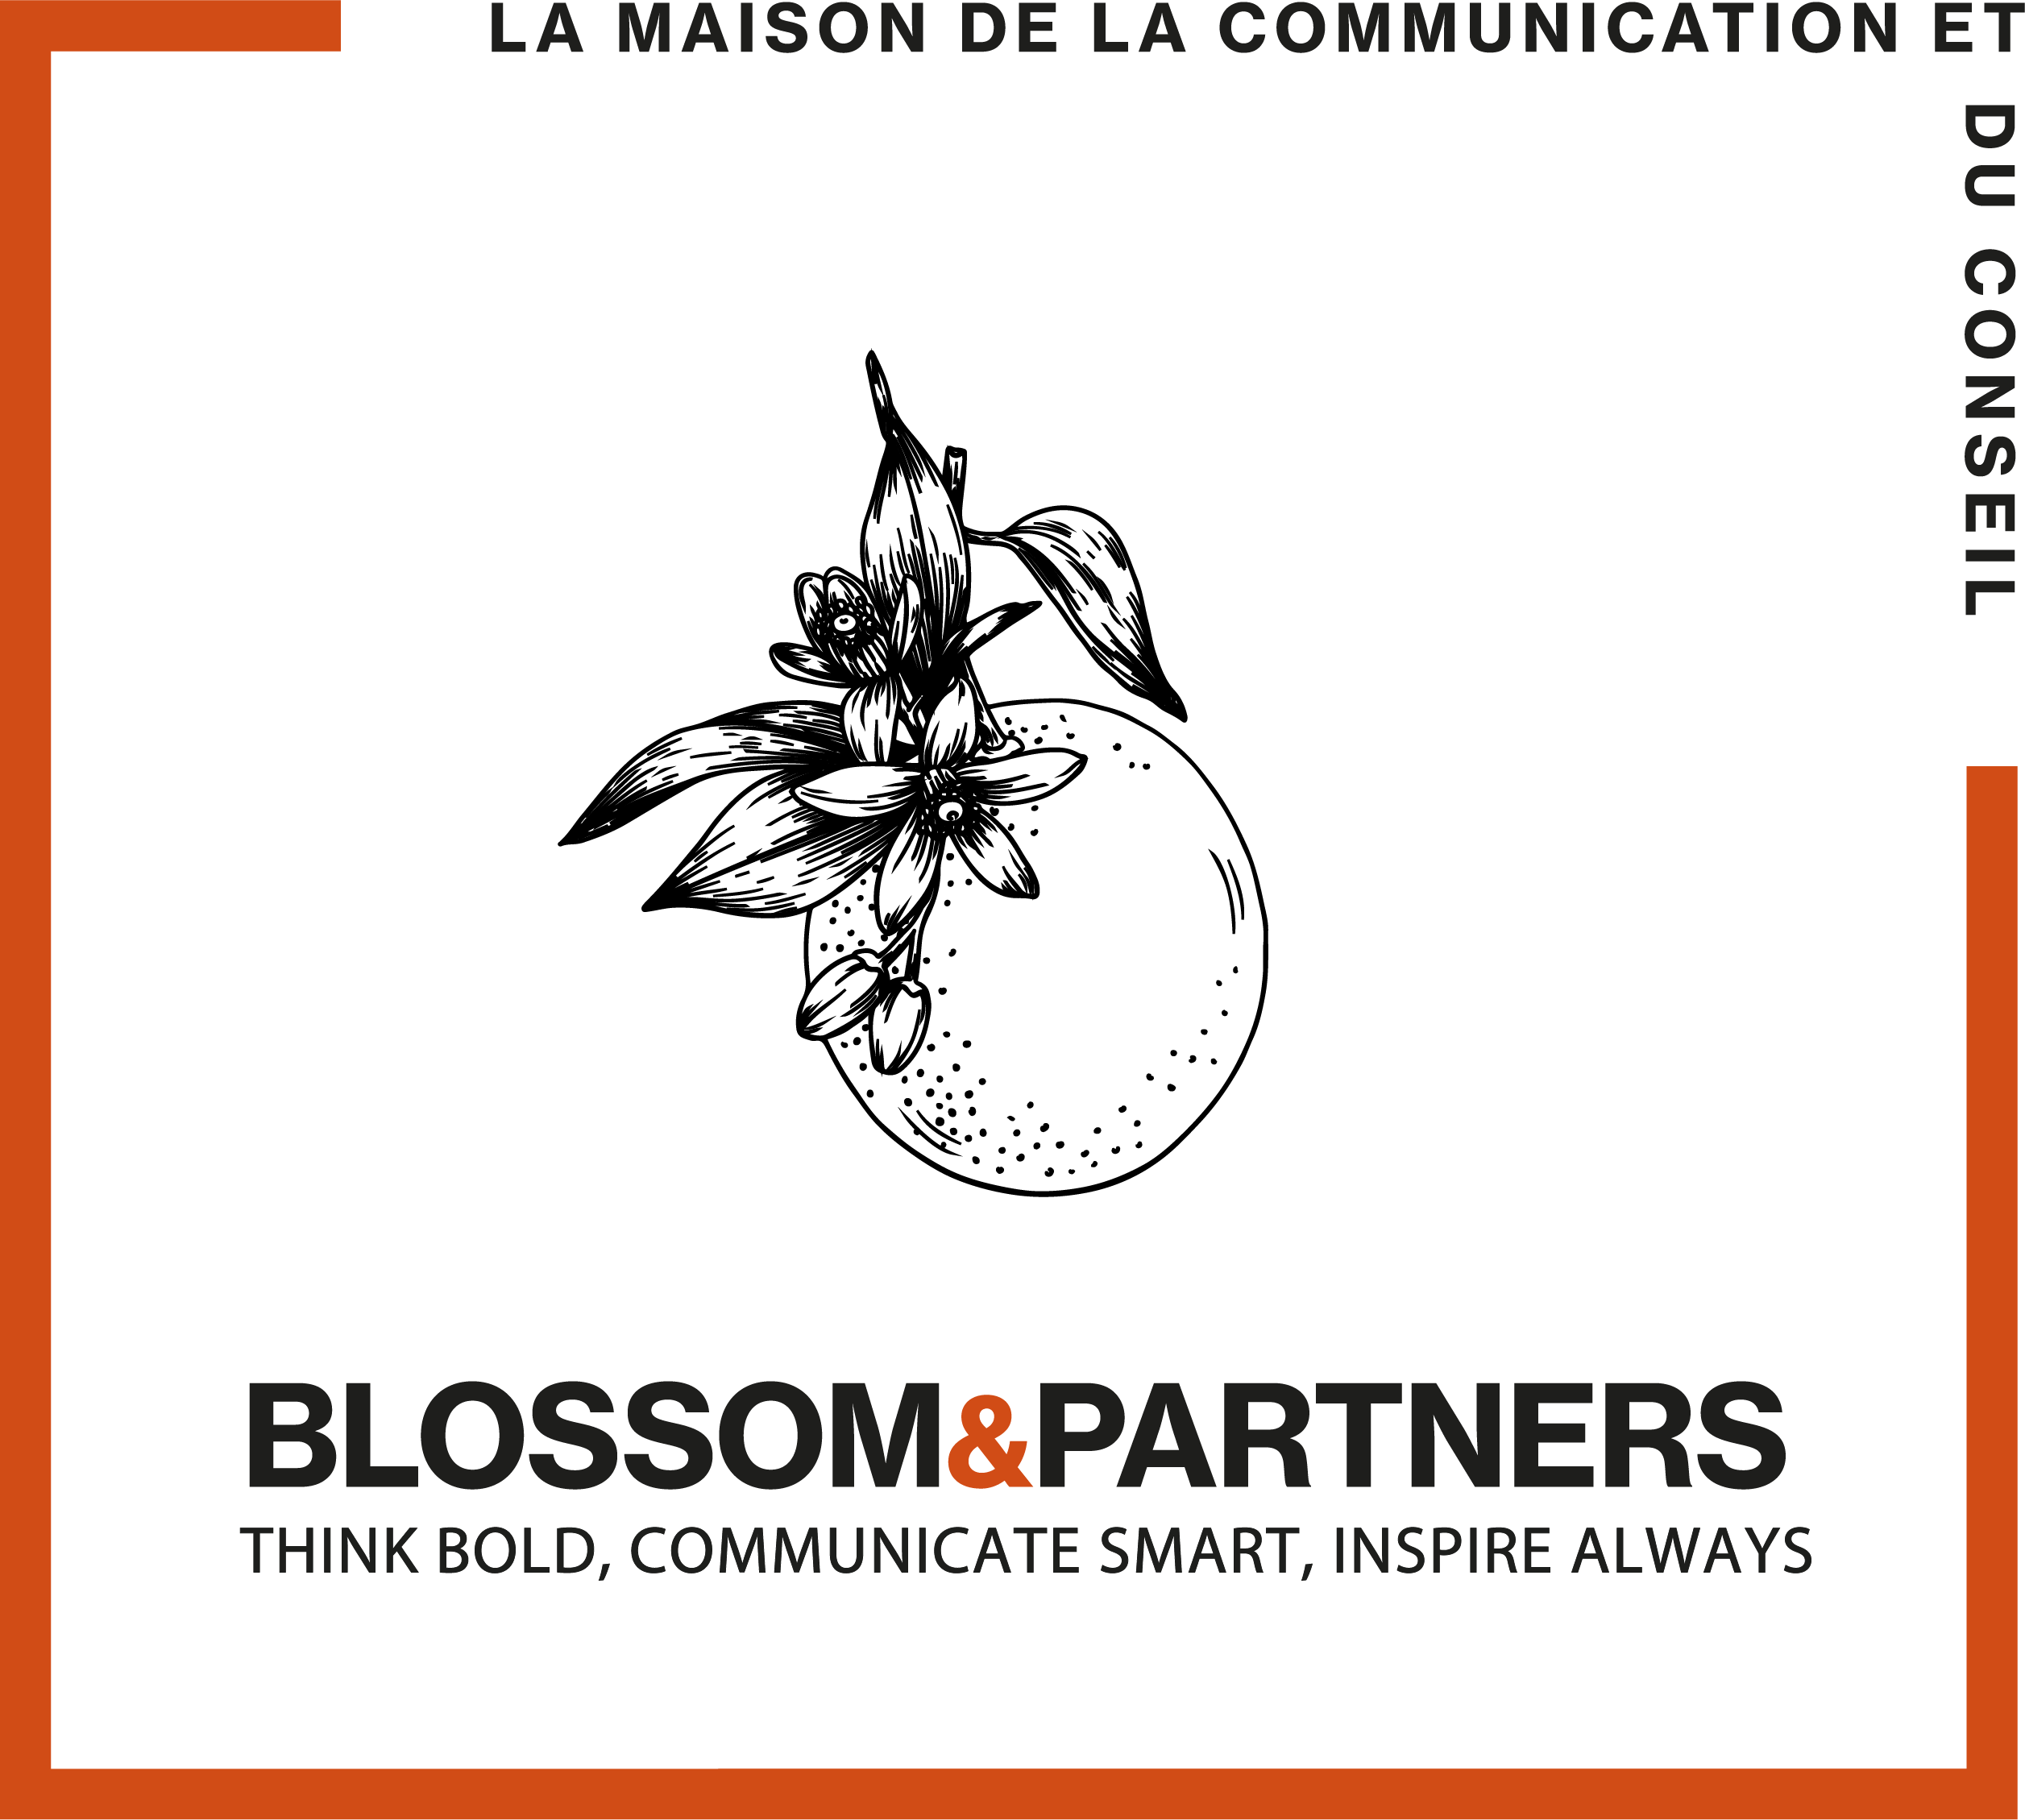 LA MAISON DE LA COMMUNICATION ET
DU CONSEIL
BLOSSOM&PARTNERS
THINK BOLD, COMMUNICATE SMART, INSPIRE ALWAYS